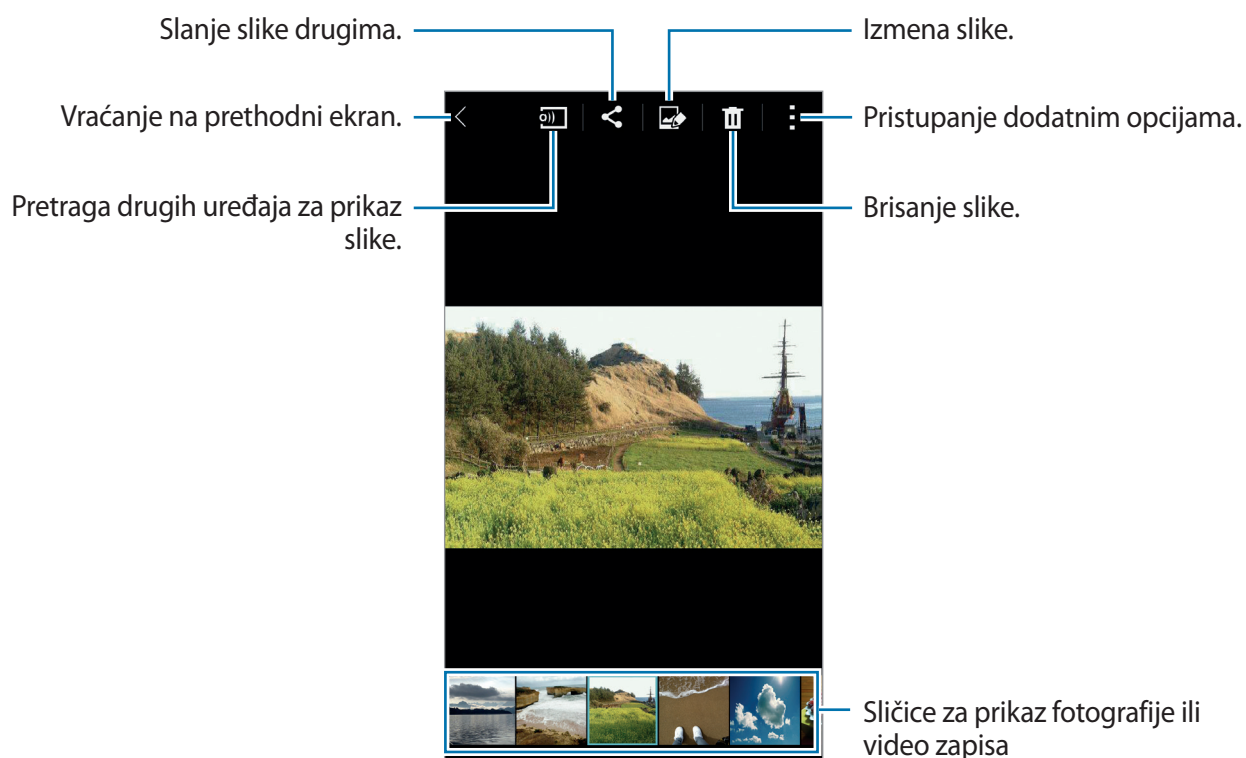 Slanje slike drugima.
Izmena slike.
Vraćanje na prethodni ekran.
Pristupanje dodatnim opcijama.
Pretraga drugih uređaja za prikaz
slike.
Brisanje slike.
Sličice za prikaz fotografije ili
video zapisa